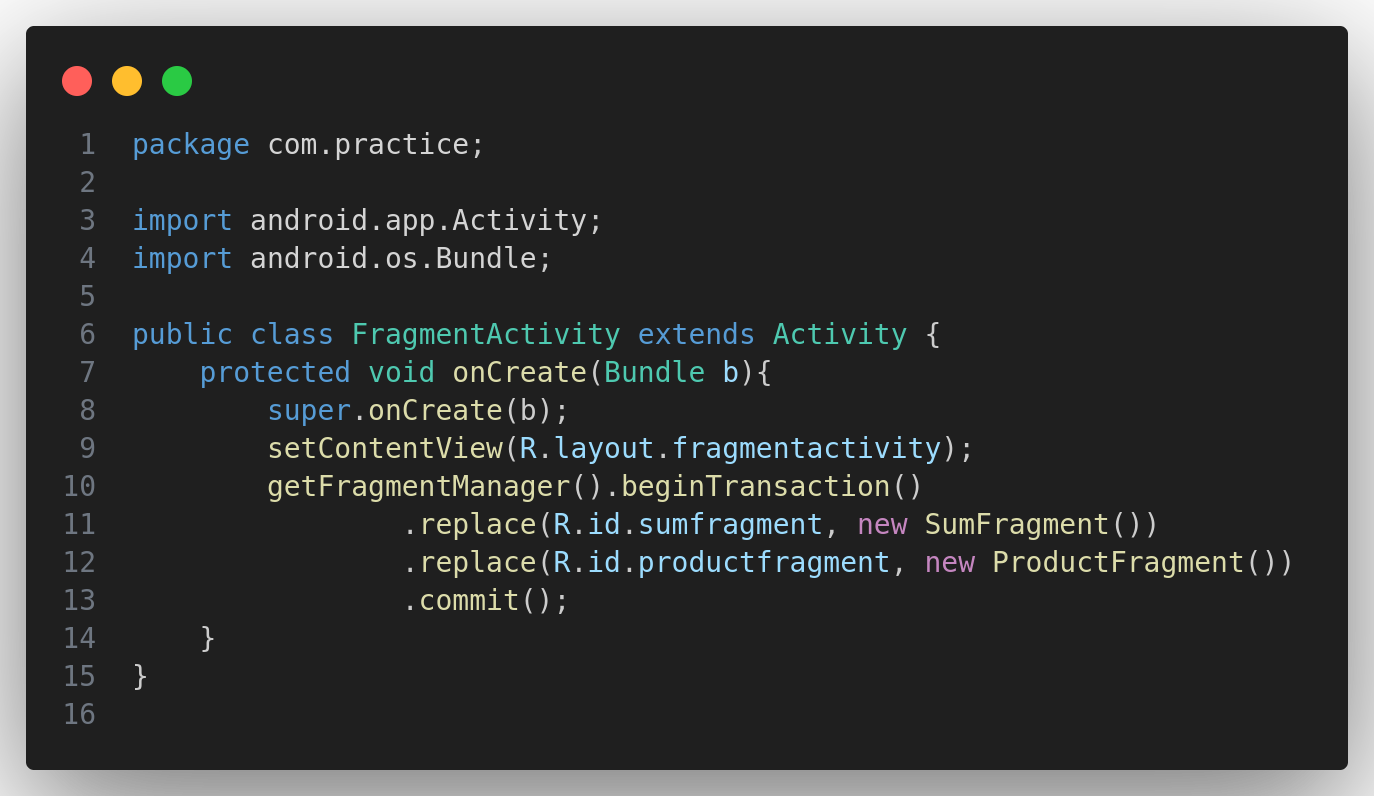 1 package com.practice;
2
3 import android.app.Activity;
4 import android.os.Bundle;
5
6 public class FragmentActivity extends Activity {
7     protected void onCreate(Bundle b){
8         super.onCreate(b);
9         setContentView(R.layout.fragmentactivity);
10         getFragmentManager().beginTransaction()
11                 .replace(R.id.sumfragment, new SumFragment())
12                 .replace(R.id.productfragment, new ProductFragment())
13                 .commit();
14     }
15 }
16